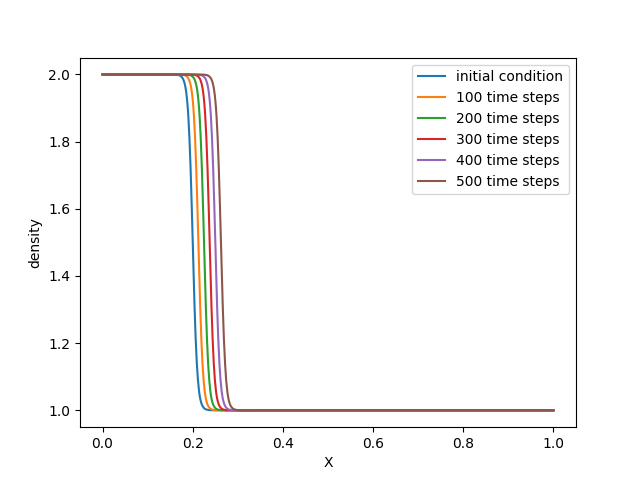 2.0
1.8
1.6
1.4
1.2
1.0
density
0.0
0.2
0.4
0.6
0.8
1.0
X
initial condition
100 time steps
200 time steps
300 time steps
400 time steps
500 time steps